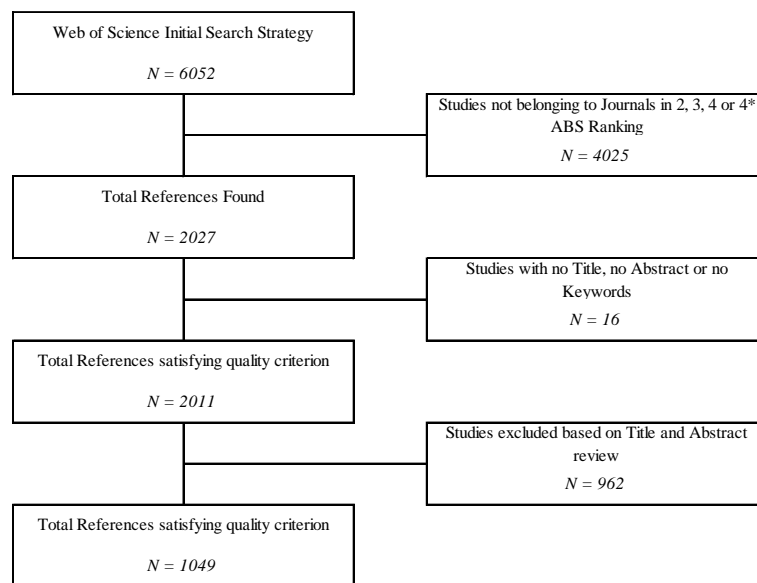 Web of Science Initial Search Strategy
N = 6052
Studies not belonging to Journals in 2, 3, 4 or 4*
ABS Ranking
N = 4025
Total References Found
N = 2027
Studies with no Title, no Abstract or no
Keywords
N = 16
Total References satisfying quality criterion
N = 2011
Studies excluded based on Title and Abstract
review
N = 962
Total References satisfying quality criterion
N = 1049